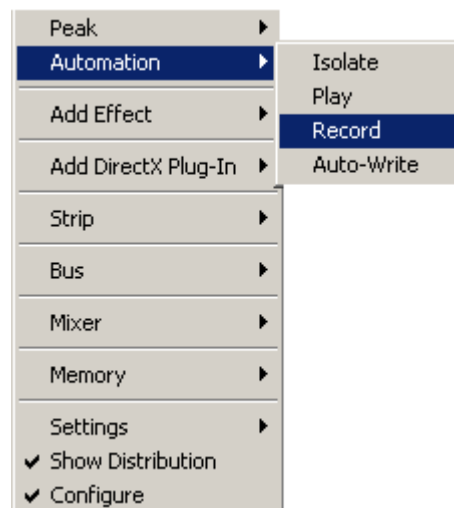 Peak
Automation
Isolate
Play
Record
Auto-Write
Add Effect
Add DirectX Plug-In
Strip
Bus
Mixer
Memory
Settings
Show Distribution
Configure